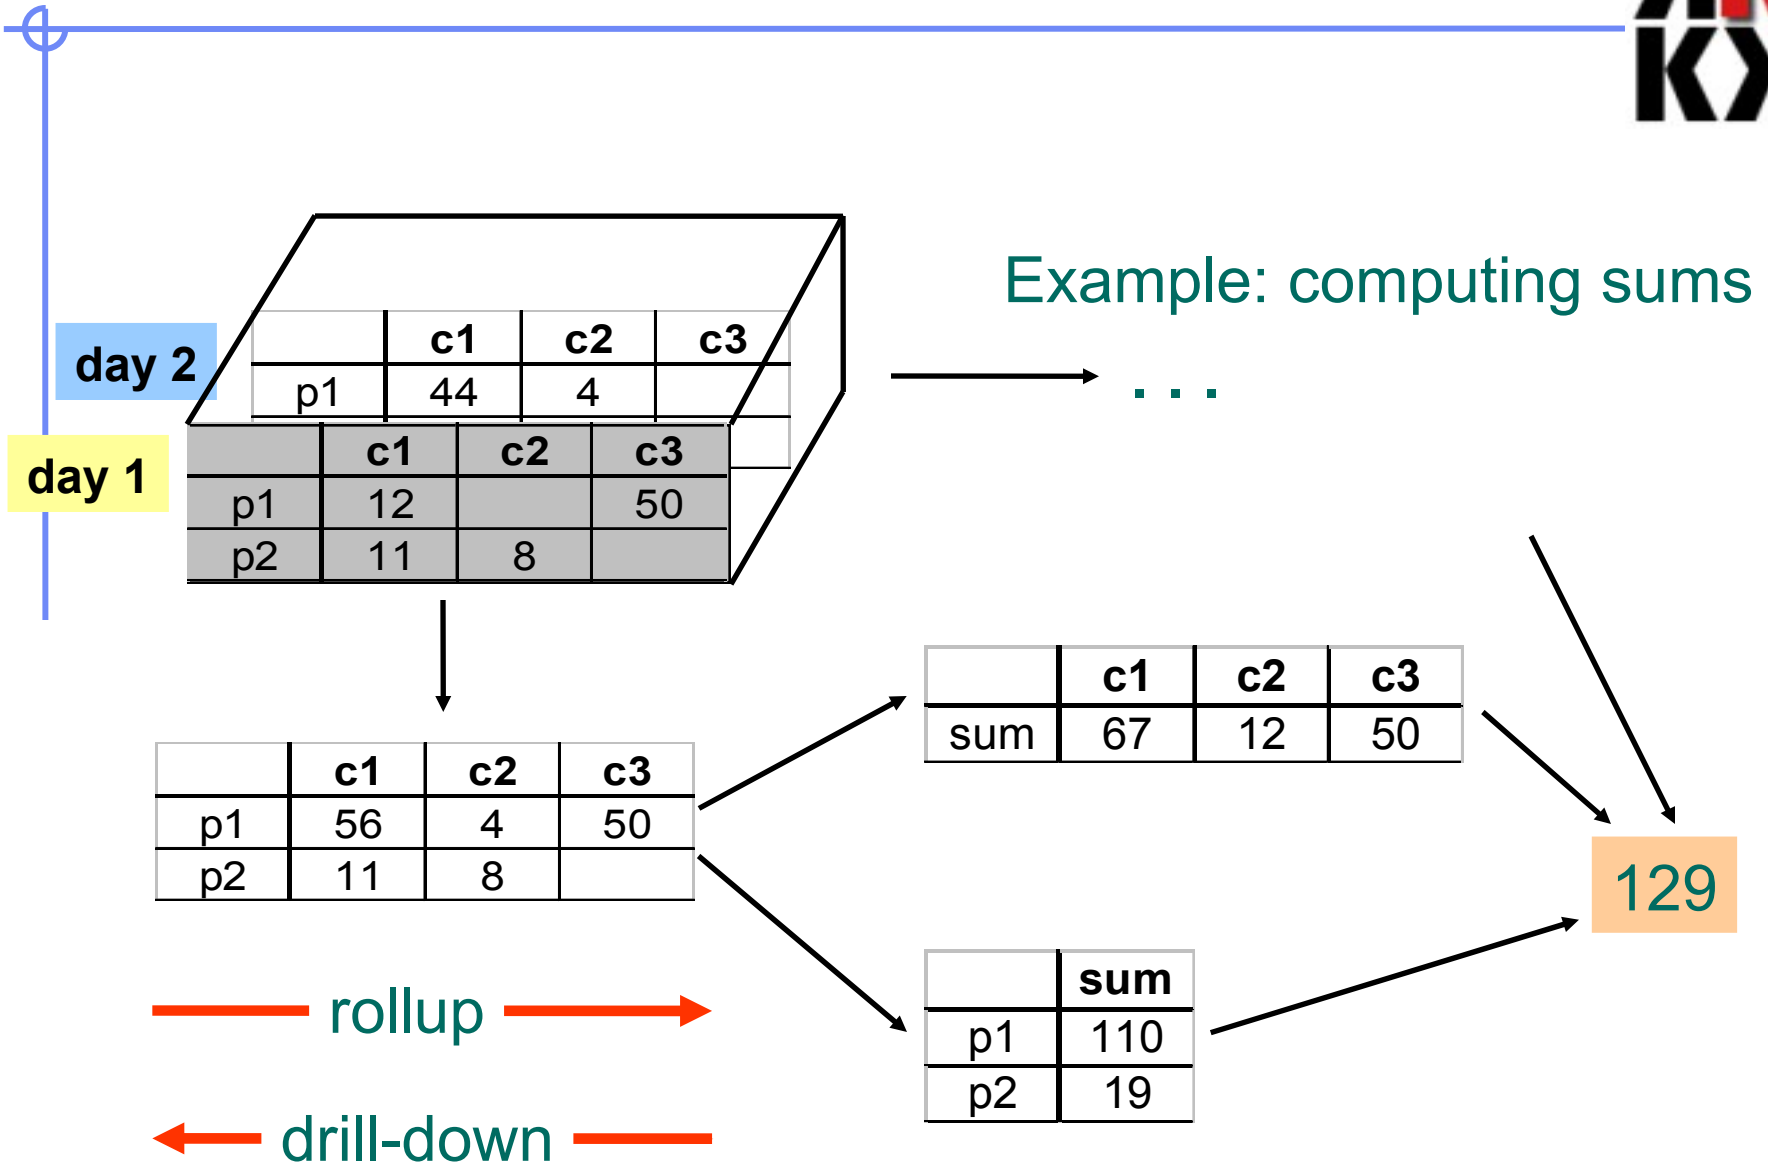 Example: computing sums
day 2
c1 c2 c3
p1 44 4
. . .
day 1
c1 c2 c3
p1 12 50
p2 11 8
c1 c2 c3
p1 56 4 50
p2 11 8
c1 c2 c3
sum 67 12 50
129
sum
p1 110
p2 19
rollup
drill-down